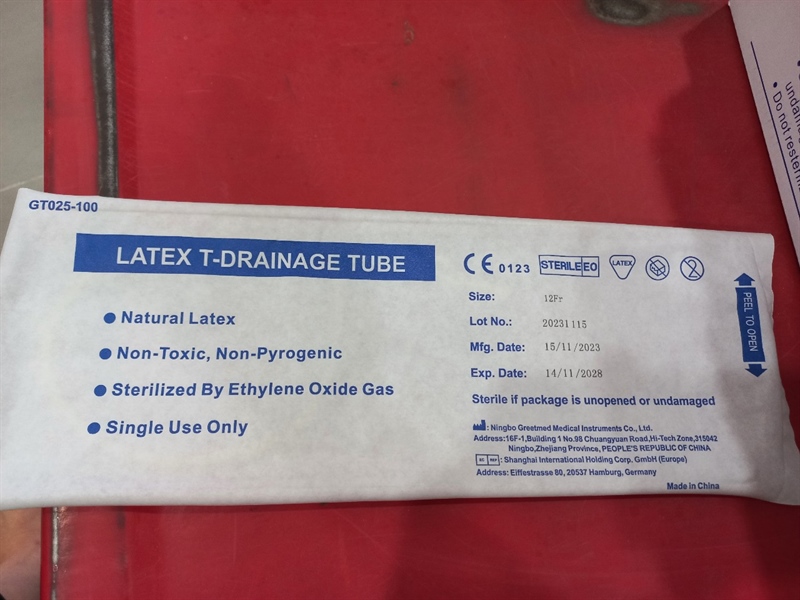 GT025-100
LATEX T-DRAINAGE TUBE
Natural Latex
Non-Toxic, Non-Pyrogenic
Sterilized By Ethylene Oxide Gas
Single Use Only
CE 0123 STERILE EO LATEX 2
Size: 12Fr
Lot No.: 20231115
Mfg. Date: 15/11/2023
Exp. Date: 14/11/2028
Sterile if package is unopened or undamaged
: Ningbo Greetmed Medical Instruments Co., Ltd.
Address:16F-1,Building 1 No.98 Chuangyuan Road,Hi-Tech Zone,315042
Ningbo,Zhejiang Province, PEOPLE'S REPUBLIC OF CHINA
EC REP : Shanghai International Holding Corp. GmbH (Europe)
Address: Eiffestrasse 80, 20537 Hamburg, Germany
Made in China
PEEL TO OPEN
Do not